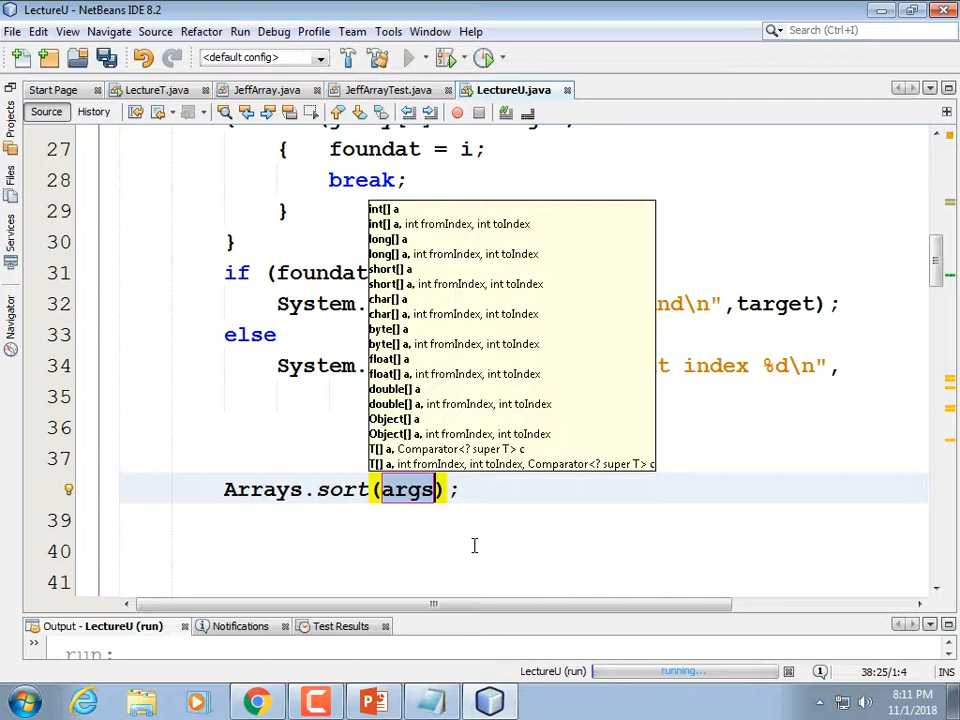 LectureU - NetBeans IDE 8.2
File Edit View Navigate Source Refactor Run Debug Profile Team Tools Window Help
Search (Ctrl+I)
<default config>
Start Page LectureT.java JeffArray.java JeffArrayTest.java LectureU.java
Source History
Projects
Files
Services
Navigator
27 { foundat = i;
28 break;
29 }
30 }
31 if (foundat
32 System. nd\n",target);
33 else
34 System. t index %d\n",
35
36
37
Arrays.sort(args);
39
40
41
int[] a
int[] a, int fromIndex, int toIndex
long[] a
long[] a, int fromIndex, int toIndex
short[] a
short[] a, int fromIndex, int toIndex
char[] a
char[] a, int fromIndex, int toIndex
byte[] a
byte[] a, int fromIndex, int toIndex
float[] a
float[] a, int fromIndex, int toIndex
double[] a
double[] a, int fromIndex, int toIndex
Object[] a
Object[] a, int fromIndex, int toIndex
T[] a, Comparator<? super T> c
T[] a, int fromIndex, int toIndex, Comparator<? super T> c
Output - LectureU (run) Notifications Test Results
run:
LectureU (run) running... 38:25/1:4 INS
8:11 PM
11/1/2018